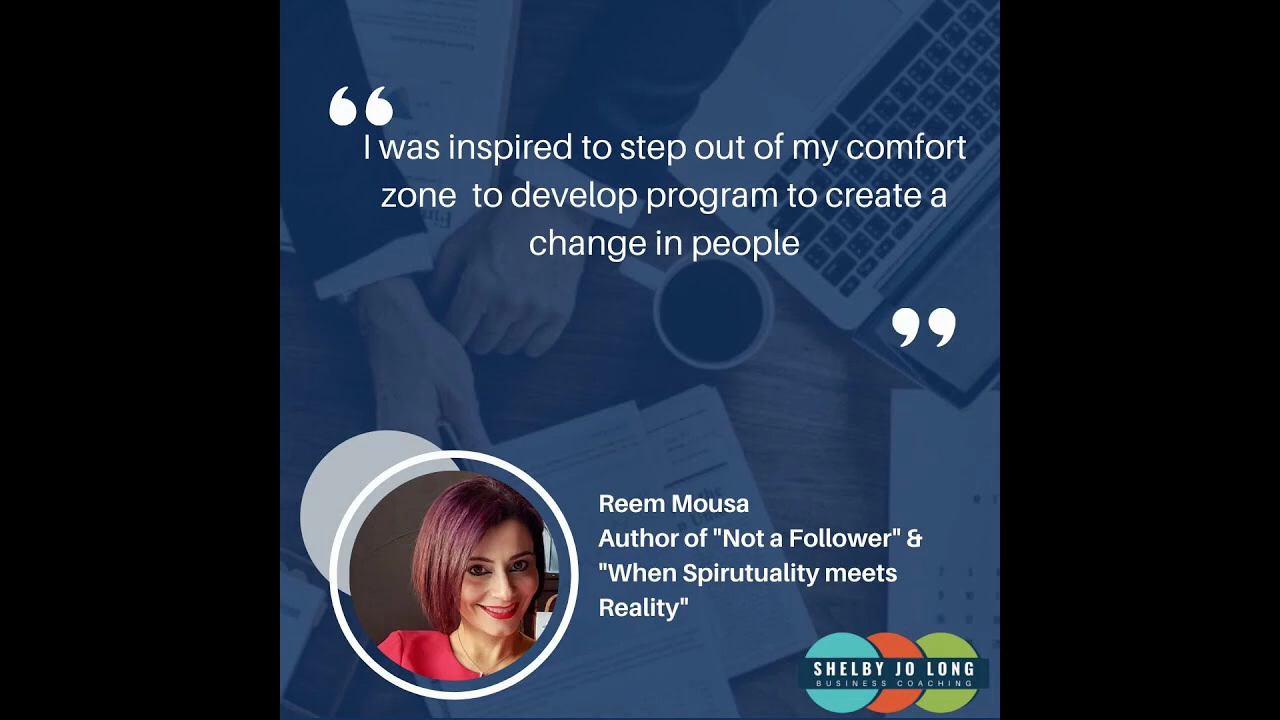 “
I was inspired to step out of my comfort
zone  to develop program to create a
change in people
”
Reem Mousa
Author of "Not a Follower" &
"When Spirutuality meets
Reality"
SHELBY JO LONG
BUSINESS COACHING